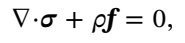 ∇·σ + ρf = 0,